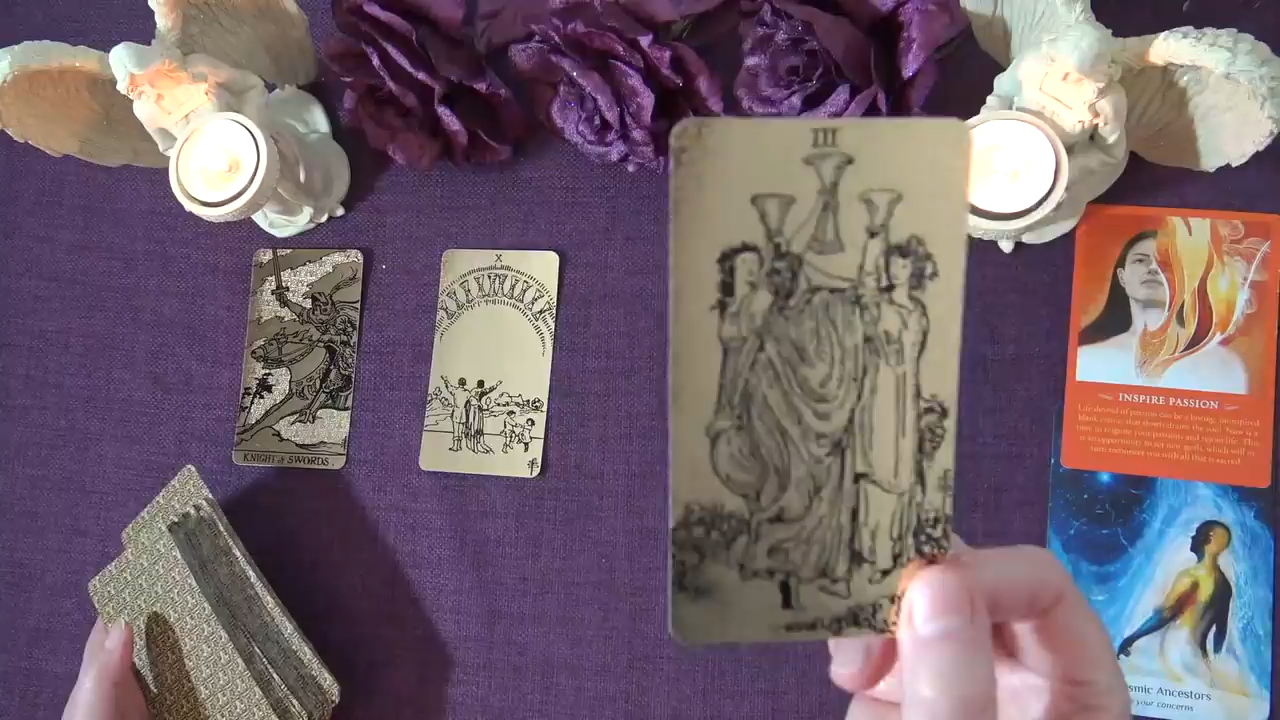 III
X
KNIGHT of SWORDS.
INSPIRE PASSION
Life devoid of passion can be a boring, uninspired
blank canvas that slowly drains the soul. Now is a
time to reignite your passions and rejoin life. This
is an opportunity to set new goals, which will in
turn reconnect you with all that is sacred.
smic Ancestors
your concerns